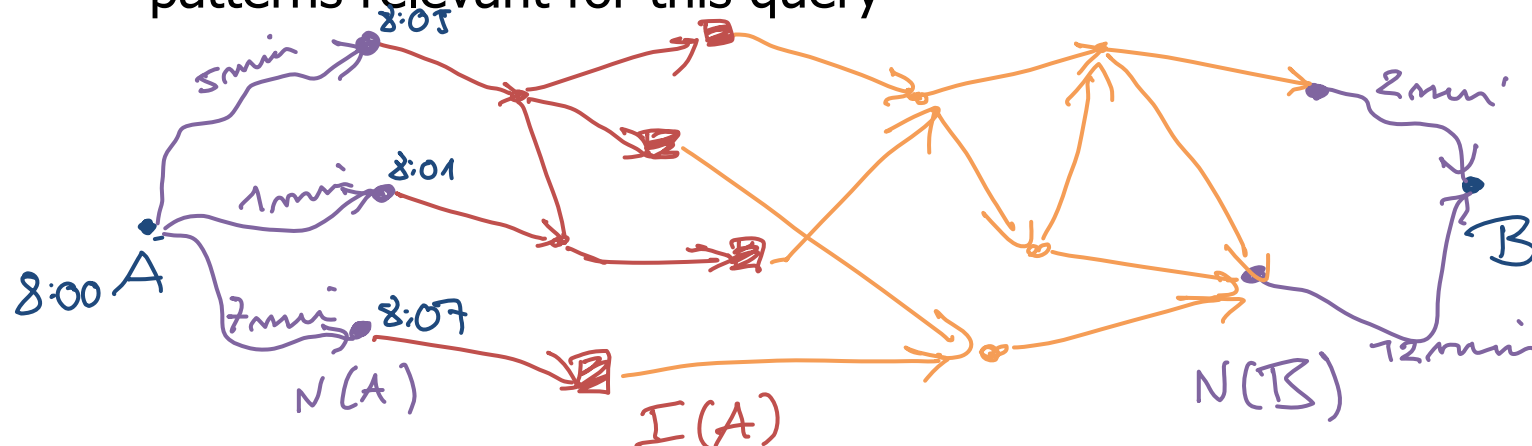 patterns relevant for this query
8:05
5min
2min
1min
8:01
A
8:00
B
7min
8:07
12min
N(A)
N(B)
I(A)